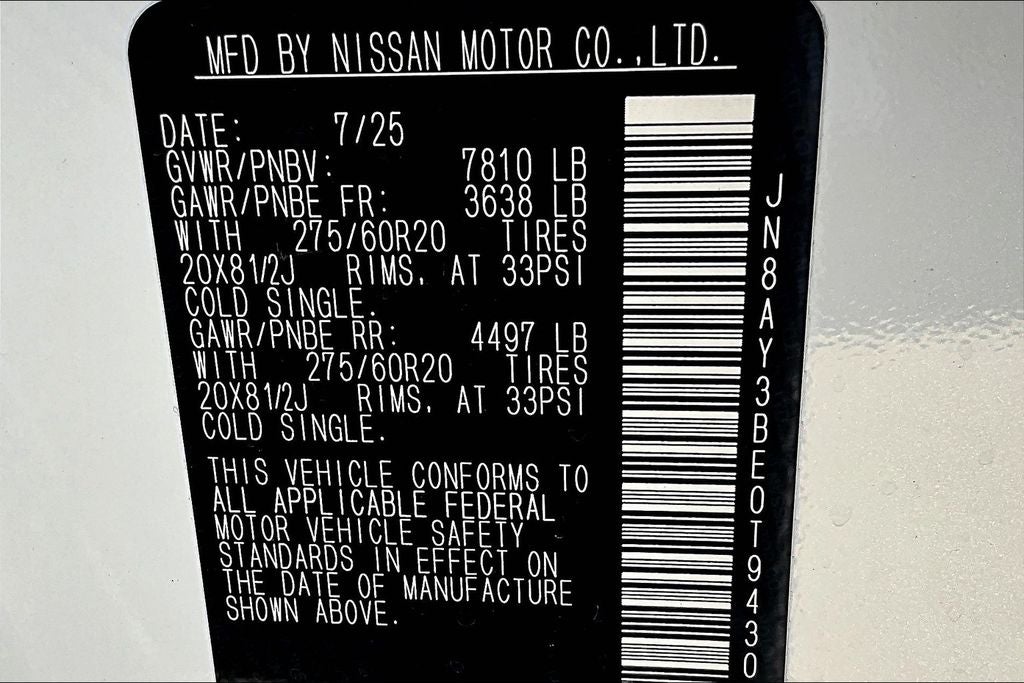 MFD BY NISSAN MOTOR CO.,LTD.
DATE: 7/25
GVWR/PNBV: 7810 LB
GAWR/PNBE FR: 3638 LB
WITH 275/60R20 TIRES
20X81/2J RIMS, AT 33PSI
COLD SINGLE.
GAWR/PNBE RR: 4497 LB
WITH 275/60R20 TIRES
20X81/2J RIMS, AT 33PSI
COLD SINGLE.
THIS VEHICLE CONFORMS TO
ALL APPLICABLE FEDERAL
MOTOR VEHICLE SAFETY
STANDARDS IN EFFECT ON
THE DATE OF MANUFACTURE
SHOWN ABOVE.
JN8AY3BE0T9430